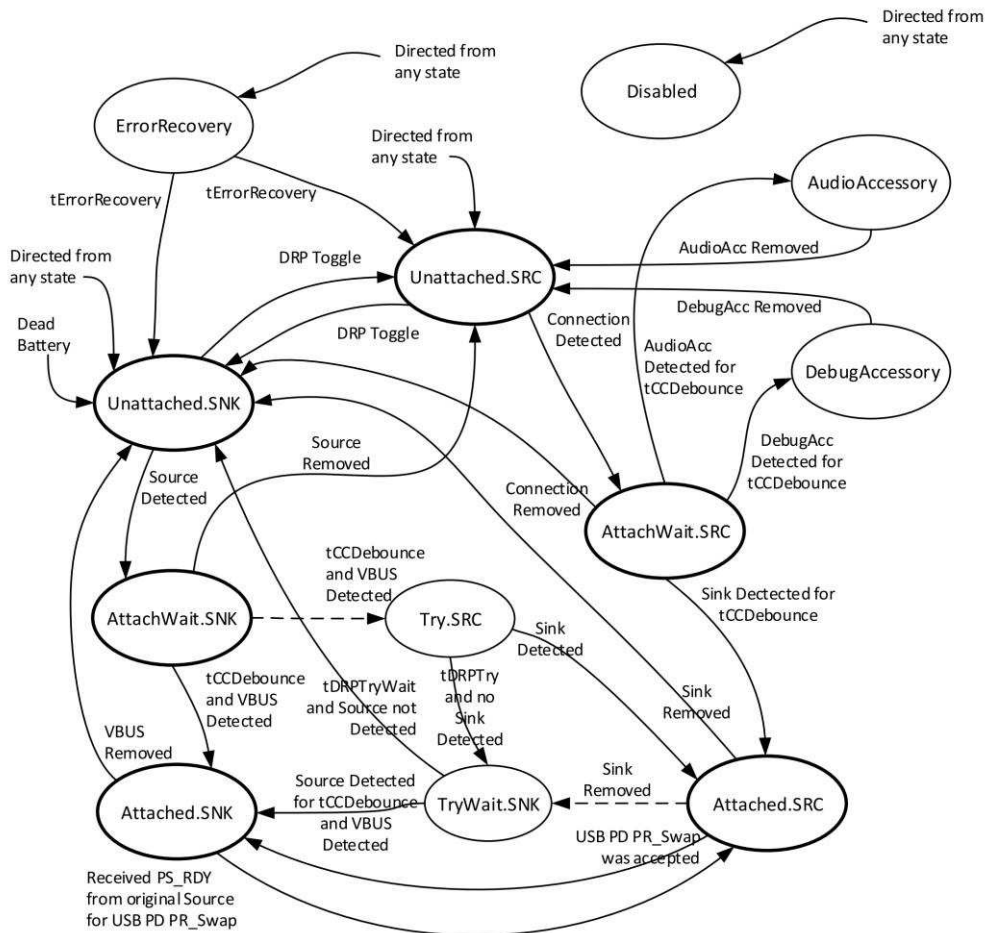 Directed from
any state
Directed from
any state
Disabled
ErrorRecovery
Directed from
any state
AudioAccessory
tErrorRecovery
tErrorRecovery
AudioAcc Removed
Directed from
any state
DRP Toggle
Unattached.SRC
DebugAcc Removed
Dead
Battery
DRP Toggle
Connection
Detected
AudioAcc
Detected for
tCCDebounce
DebugAccessory
Unattached.SNK
Source
Removed
DebugAcc
Detected for
tCCDebounce
Source
Detected
Connection
Removed
AttachWait.SRC
tCCDebounce
and VBUS
Detected
Sink Dectected for
tCCDebounce
AttachWait.SNK
Try.SRC
Sink
Detected
tCCDebounce
and VBUS
Detected
tDRPTryWait
and Source not
Detected
tDRPTry
and no
Sink
Detected
Sink
Removed
VBUS
Removed
Source Detected
for tCCDebounce
and VBUS
Detected
Sink
Removed
Attached.SNK
TryWait.SNK
Attached.SRC
USB PD PR_Swap
was accepted
Received PS_RDY
from original Source
for USB PD PR_Swap